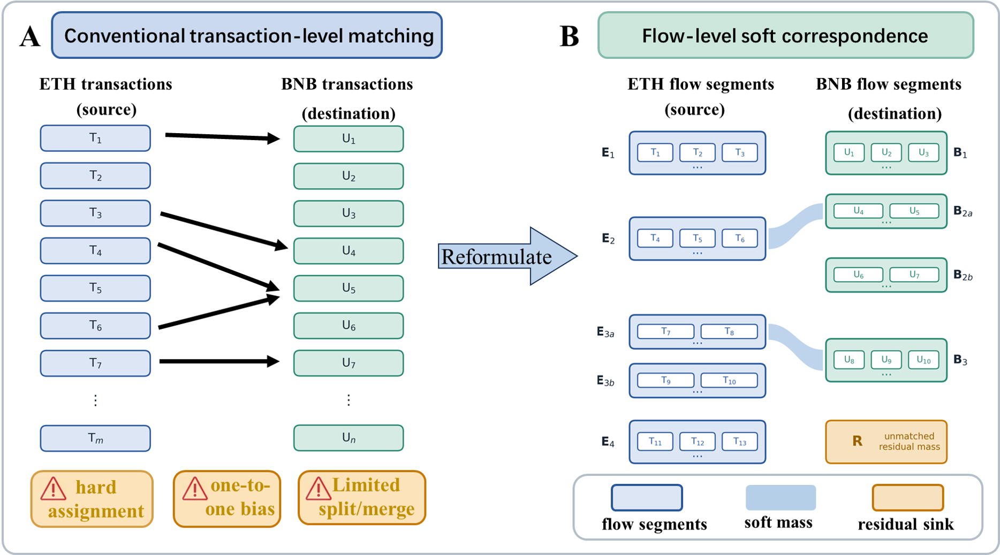 A
Conventional transaction-level matching
ETH transactions
(source)
BNB transactions
(destination)
T1
U1
T2
U2
T3
U3
T4
U4
T5
U5
T6
U6
T7
U7
⋮
⋮
Tm
Un
hard
assignment
one-to-
one bias
Limited
split/merge
Reformulate
B
Flow-level soft correspondence
ETH flow segments
(source)
BNB flow segments
(destination)
E1
T1 T2 T3
...
U1 U2 U3
...
B1
U4 U5
...
B2a
E2
T4 T5 T6
...
U6 U7
...
B2b
E3a
T7 T8
...
U8 U9 U10
...
B3
E3b
T9 T10
...
E4
T11 T12 T13
...
R
unmatched
residual mass
flow segments
soft mass
residual sink